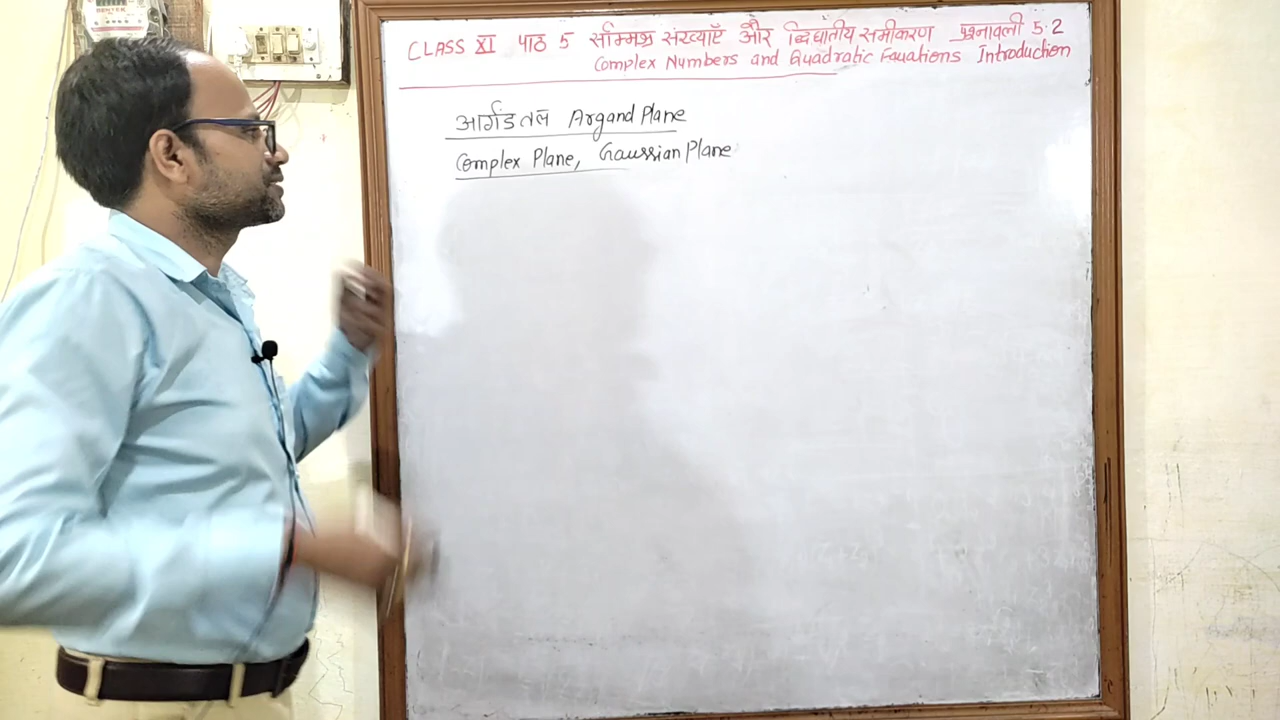 CLASS XI पाठ 5 सम्मिश्र संख्याएँ और द्विघातीय समीकरण प्रश्नावली 5.2
Complex Numbers and Quadratic Equations Introduction
आर्गंड तल Argand Plane
Complex Plane, Gaussian Plane